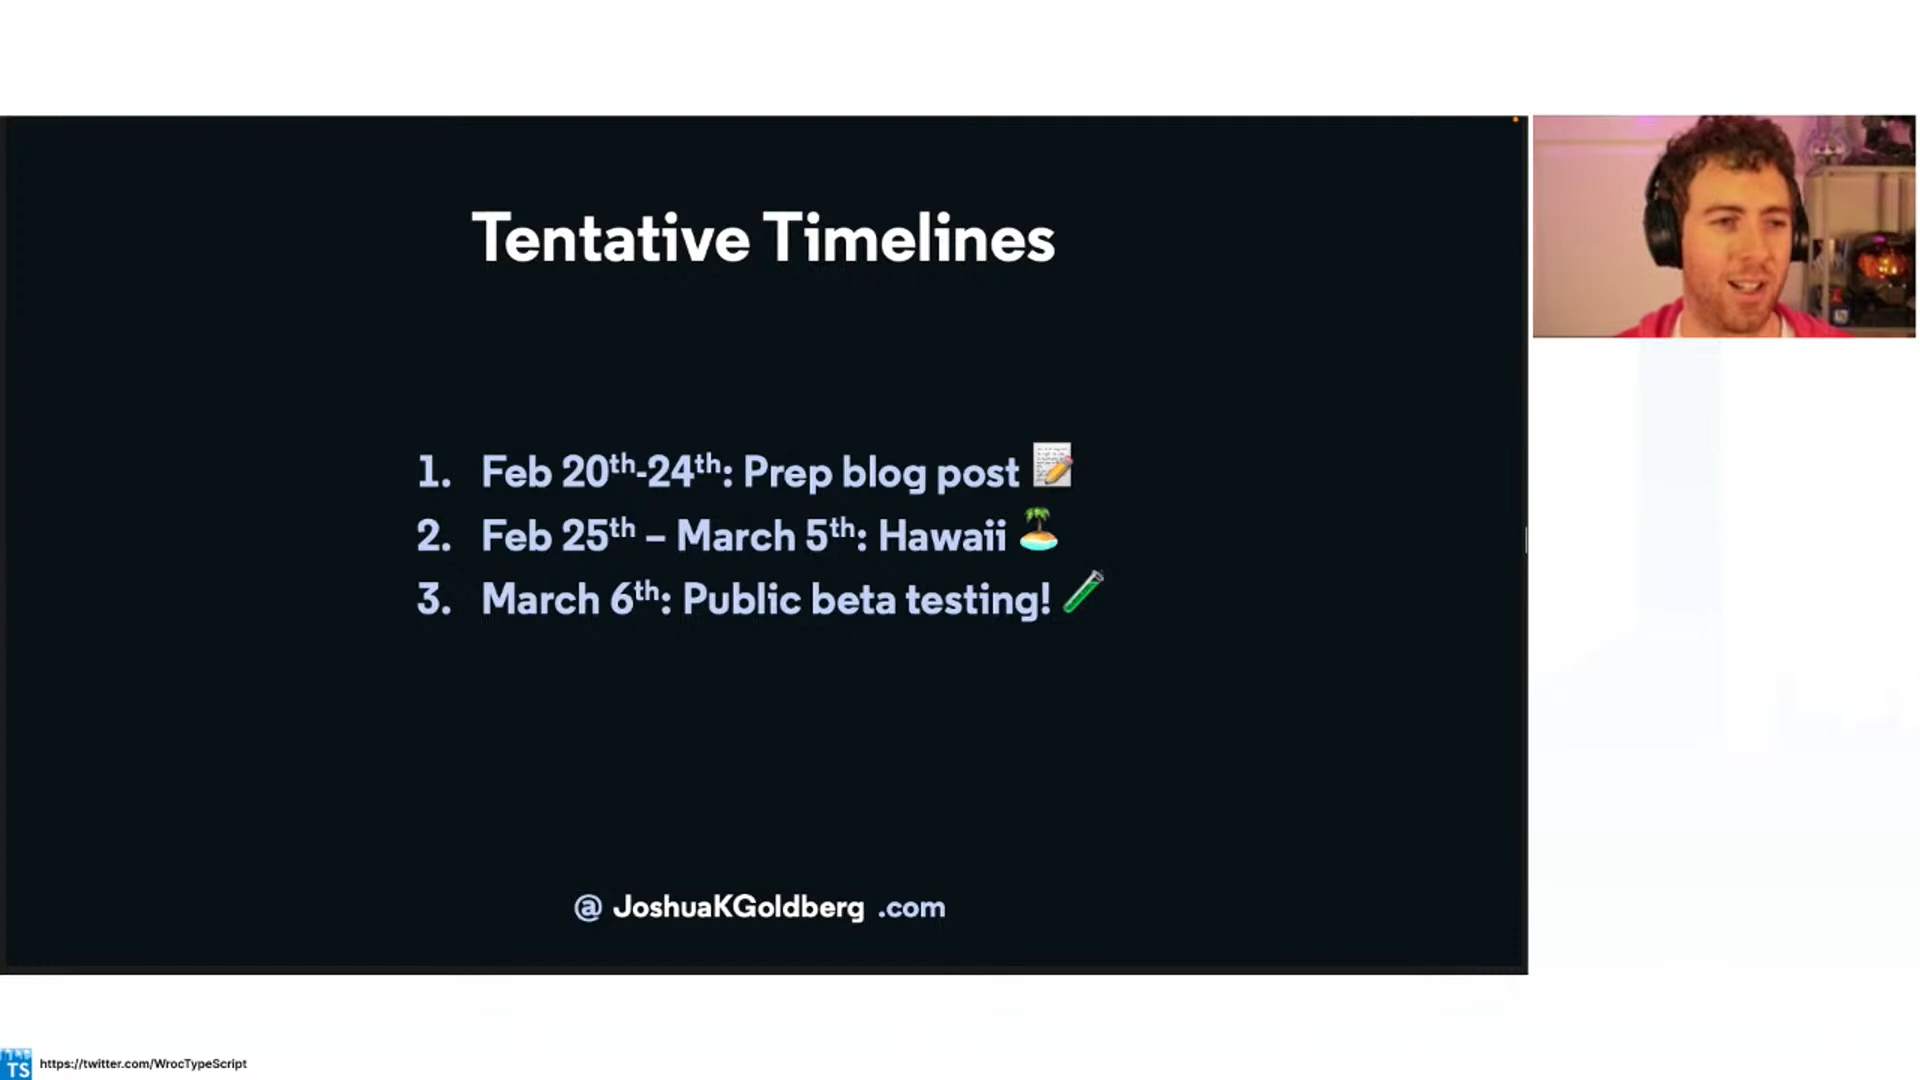 Tentative Timelines
1. Feb 20th-24th: Prep blog post
2. Feb 25th – March 5th: Hawaii
3. March 6th: Public beta testing!
@ JoshuaKGoldberg .com
TS https://twitter.com/WrocTypeScript